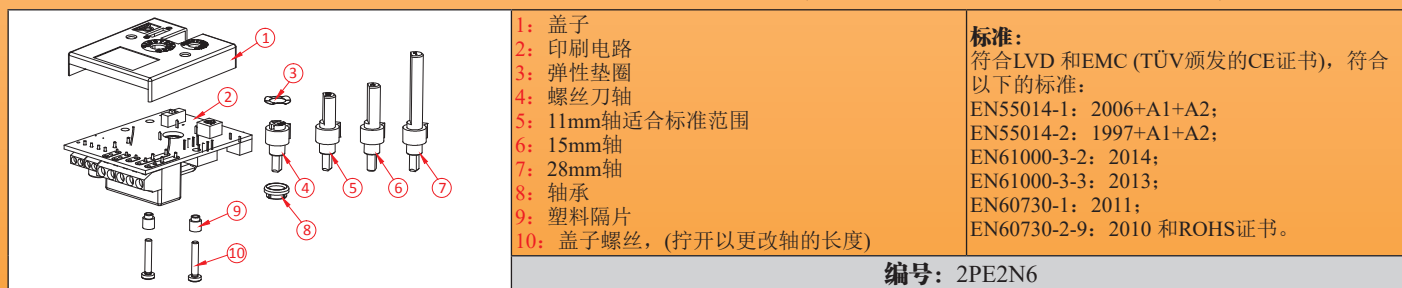 1
2
3
4
5
6
7
8
9
10
1：盖子
2：印刷电路
3：弹性垫圈
4：螺丝刀轴
5：11mm轴适合标准范围
6：15mm轴
7：28mm轴
8：轴承
9：塑料隔片
10：盖子螺丝，(拧开以更改轴的长度)
标准：
符合LVD 和EMC (TÜV颁发的CE证书)，符合
以下的标准：
EN55014-1：2006+A1+A2；
EN55014-2：1997+A1+A2；
EN61000-3-2：2014；
EN61000-3-3：2013；
EN60730-1：2011；
EN60730-2-9：2010 和ROHS证书。
编号：2PE2N6